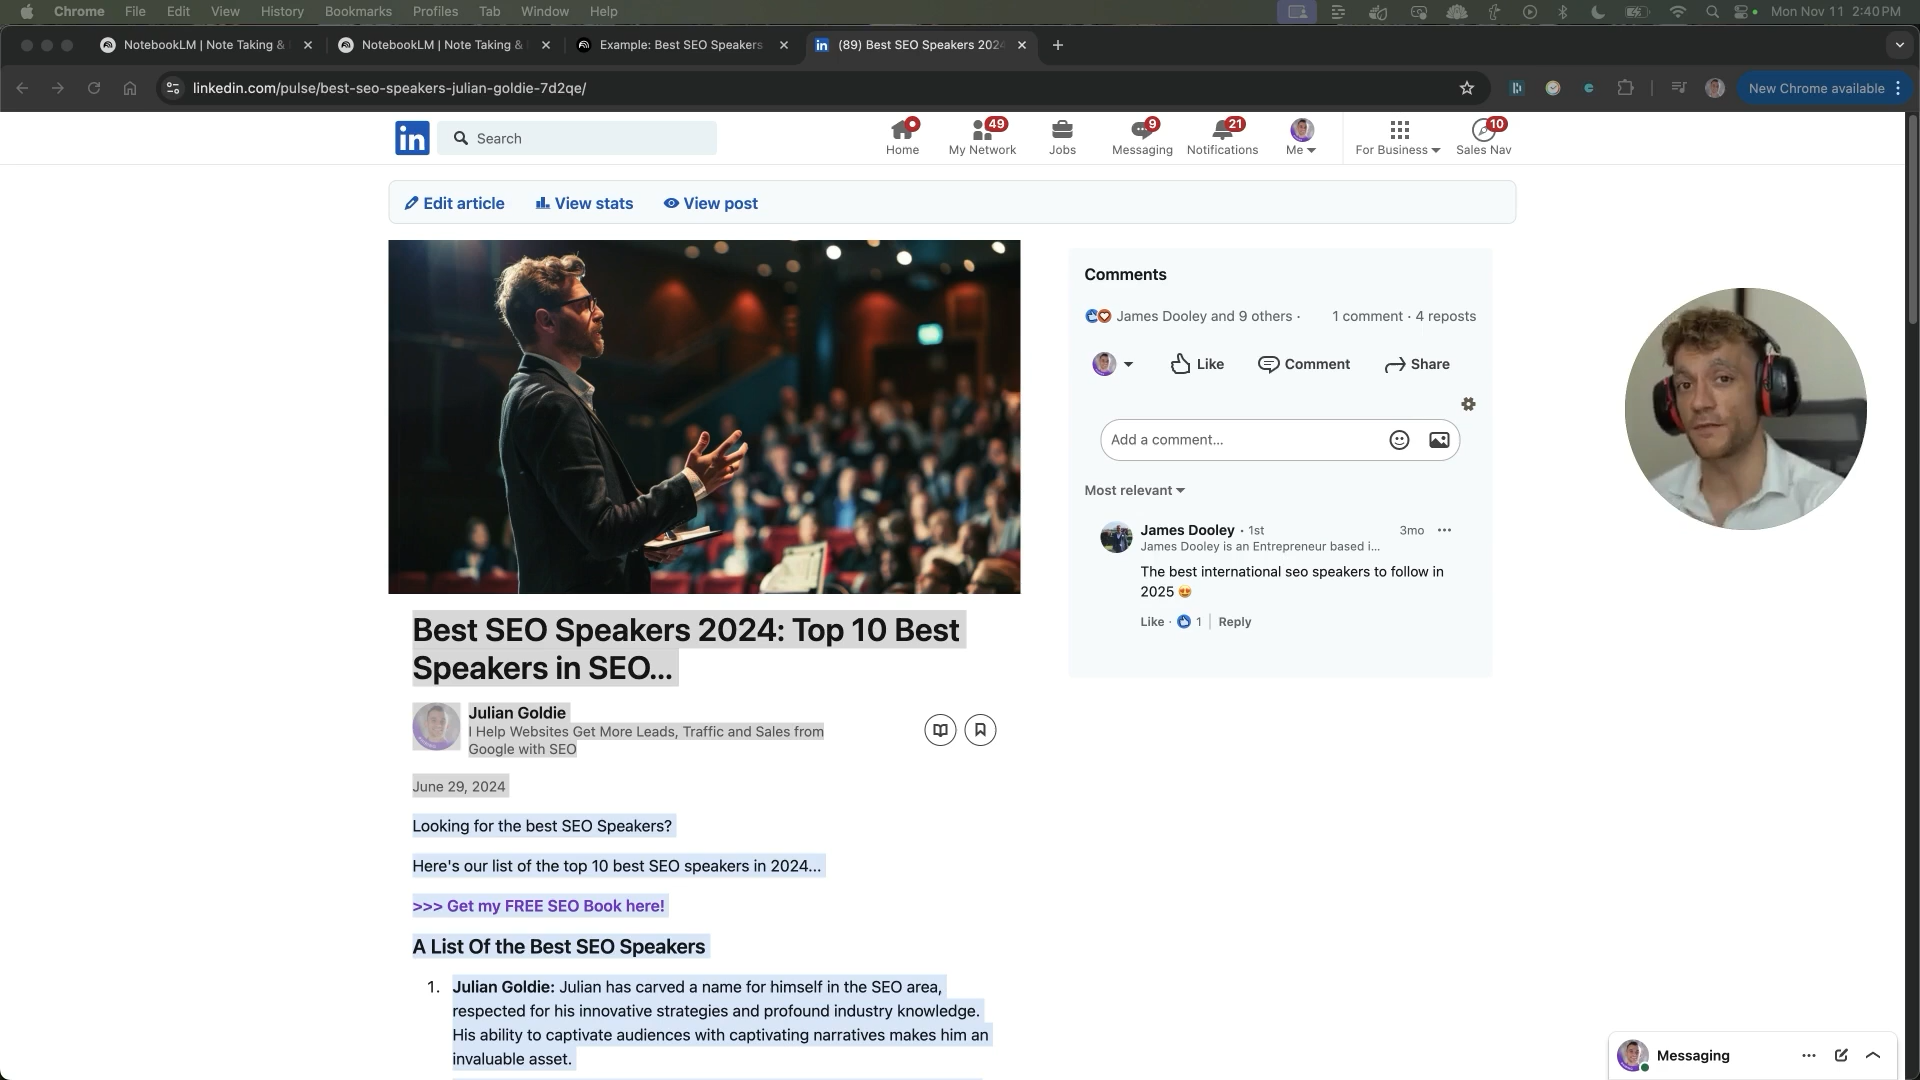 Chrome File Edit View History Bookmarks Profiles Tab Window Help Mon Nov 11 2:40 PM
NotebookLM | Note Taking & NotebookLM | Note Taking & Example: Best SEO Speakers (89) Best SEO Speakers 2024
linkedin.com/pulse/best-seo-speakers-julian-goldie-7d2qe/ New Chrome available
in Search
49 9 21 10
Home My Network Jobs Messaging Notifications Me For Business Sales Nav
Edit article View stats View post
Comments
James Dooley and 9 others · 1 comment · 4 reposts
Like Comment Share
Add a comment...
Most relevant
James Dooley · 1st 3mo
James Dooley is an Entrepreneur based i...
The best international seo speakers to follow in
2025 😍
Like · 1 | Reply
Best SEO Speakers 2024: Top 10 Best
Speakers in SEO...
Julian Goldie
I Help Websites Get More Leads, Traffic and Sales from
Google with SEO
June 29, 2024
Looking for the best SEO Speakers?
Here's our list of the top 10 best SEO speakers in 2024...
>>> Get my FREE SEO Book here!
A List Of the Best SEO Speakers
1. Julian Goldie: Julian has carved a name for himself in the SEO area,
respected for his innovative strategies and profound industry knowledge.
His ability to captivate audiences with captivating narratives makes him an
invaluable asset.
Messaging